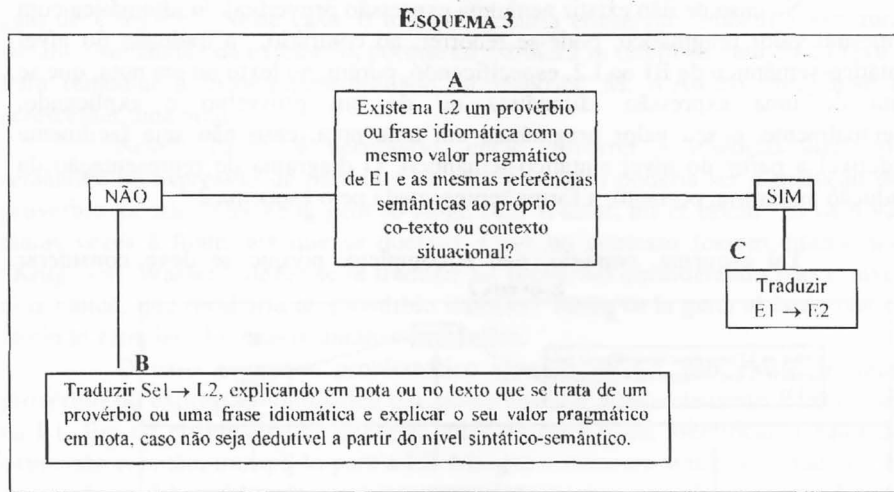 ESQUEMA 3
A
Existe na L2 um provérbio
ou frase idiomática com o
mesmo valor pragmático
de E1 e as mesmas referências
semânticas ao próprio
co-texto ou contexto
situacional?
NÃO
SIM
C
Traduzir
E1 → E2
B
Traduzir Se1 → L2, explicando em nota ou no texto que se trata de um
provérbio ou uma frase idiomática e explicar o seu valor pragmático
em nota, caso não seja dedutível a partir do nível sintático-semântico.